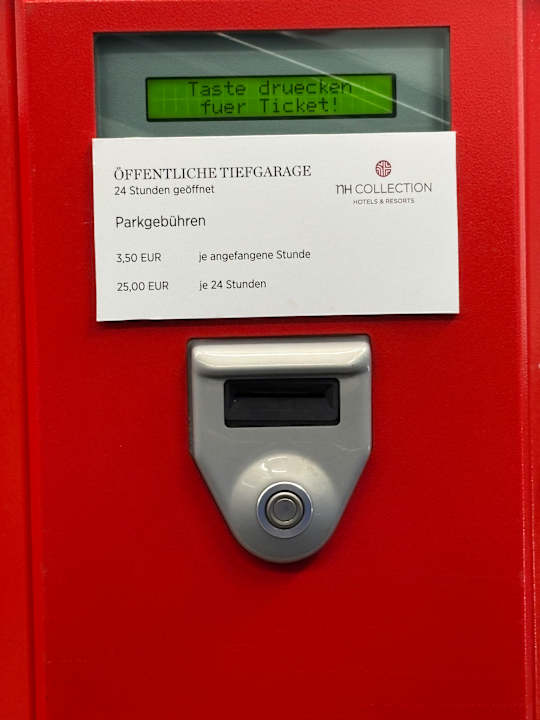 Taste druecken
fuer Ticket!
ÖFFENTLICHE TIEFGARAGE
24 Stunden geöffnet
nH COLLECTION
HOTELS & RESORTS
Parkgebühren
3,50 EUR je angefangene Stunde
25,00 EUR je 24 Stunden